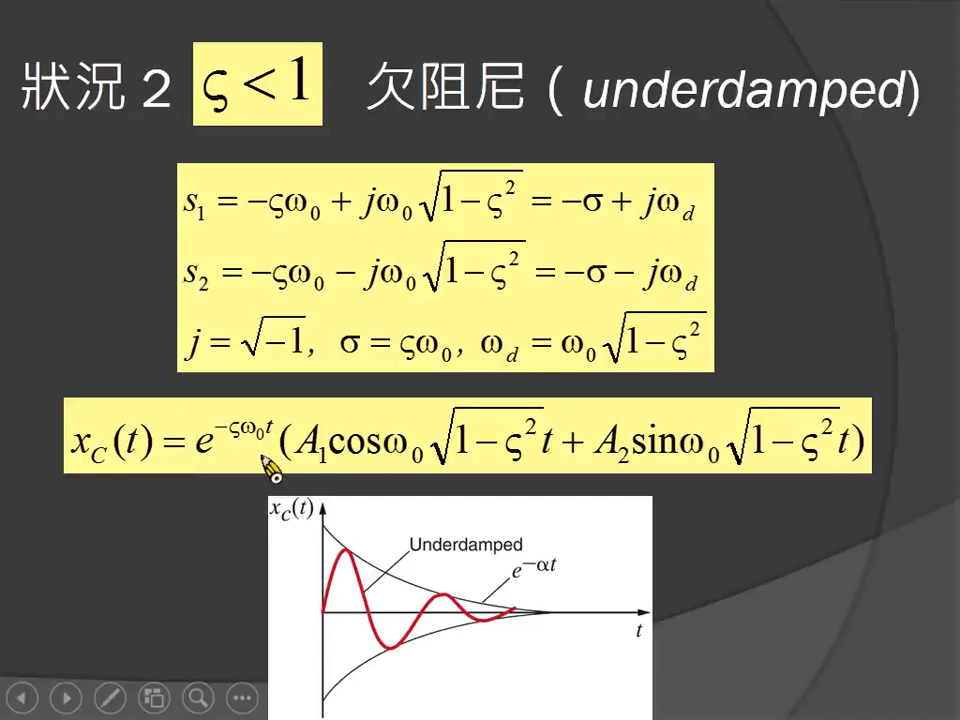 狀況 2 ς < 1 欠阻尼 ( underdamped)
s₁ = −ςω₀ + jω₀√(1−ς²) = −σ + jω_d
s₂ = −ςω₀ − jω₀√(1−ς²) = −σ − jω_d
j = √−1, σ = ςω₀, ω_d = ω₀√(1−ς²)
x_C(t) = e^(−ςω₀t)(A₁cosω₀√(1−ς²)t + A₂sinω₀√(1−ς²)t)
x_C(t)
Underdamped
e^(−αt)
t